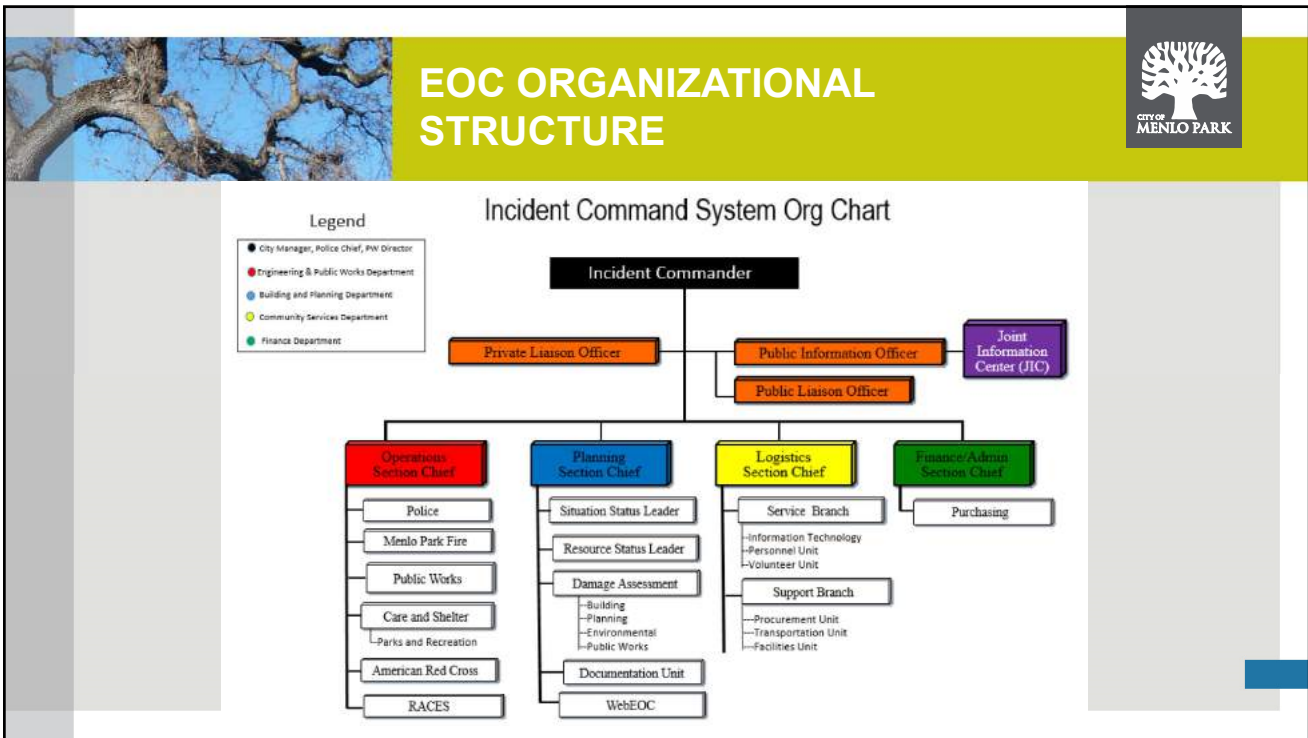 EOC ORGANIZATIONAL
STRUCTURE
CITY OF
MENLO PARK
Incident Command System Org Chart
Legend
City Manager, Police Chief, PW Director
Engineering & Public Works Department
Building and Planning Department
Community Services Department
Finance Department
Incident Commander
Private Liaison Officer
Public Information Officer
Joint
Information
Center (JIC)
Public Liaison Officer
Operations
Section Chief
Police
Menlo Park Fire
Public Works
Care and Shelter
Parks and Recreation
American Red Cross
RACES
Planning
Section Chief
Situation Status Leader
Resource Status Leader
Damage Assessment
Building
Planning
Environmental
Public Works
Documentation Unit
WebEOC
Logistics
Section Chief
Service Branch
Information Technology
Personnel Unit
Volunteer Unit
Support Branch
Procurement Unit
Transportation Unit
Facilities Unit
Finance/Admin
Section Chief
Purchasing